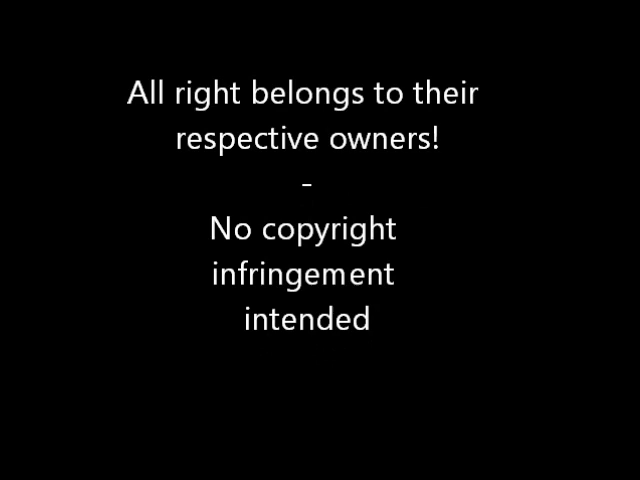 All right belongs to their
respective owners!
-
No copyright
infringement
intended